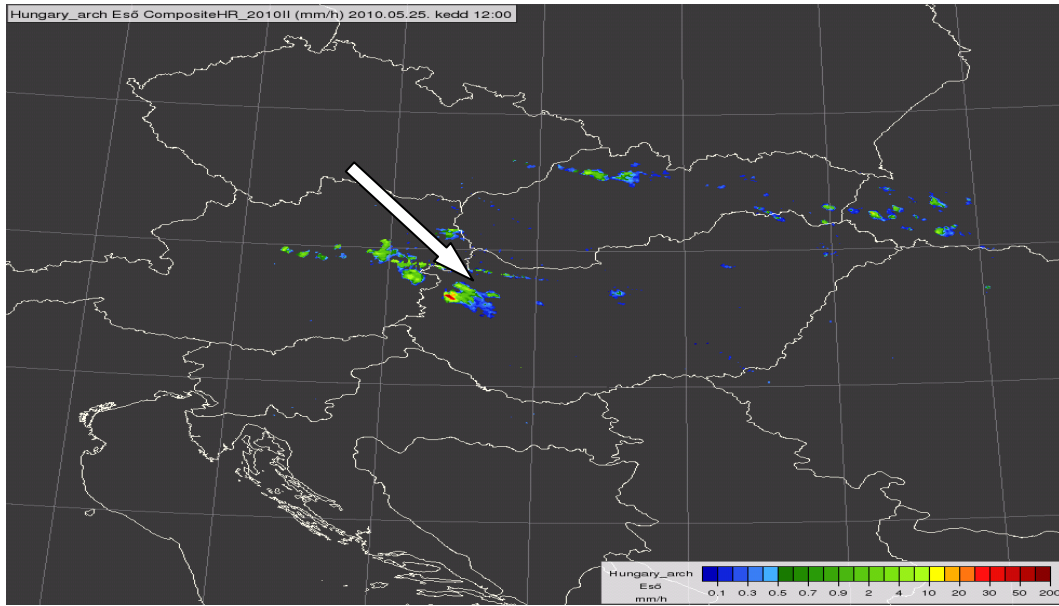 Hungary_arch Eső CompositeHR_2010II (mm/h) 2010.05.25. kedd 12:00
Hungary_arch
Eső
mm/h
0.1 0.3 0.5 0.7 0.9 2 4 10 20 30 50 200